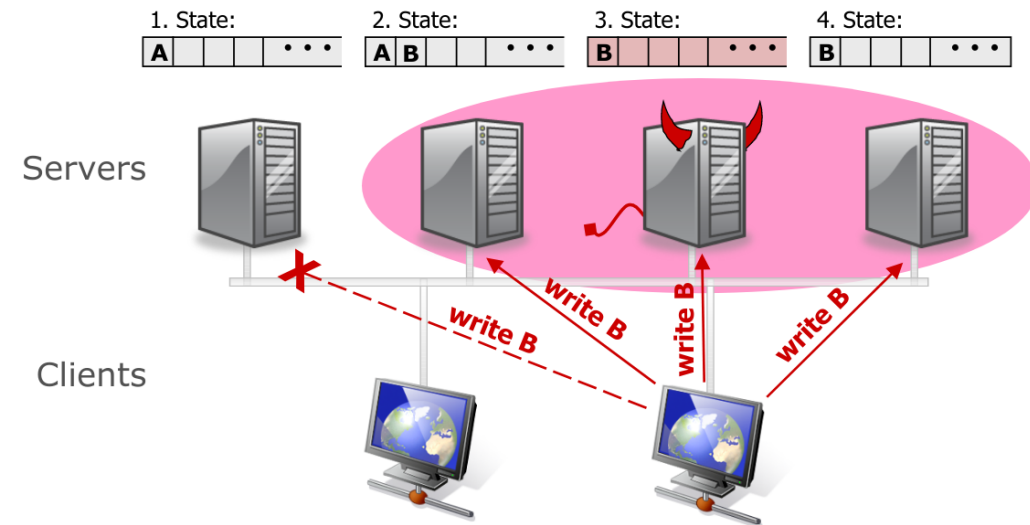 1. State: 2. State: 3. State: 4. State:
A • • • A B • • • B • • • B • • •
Servers
write B write B write B write B
Clients